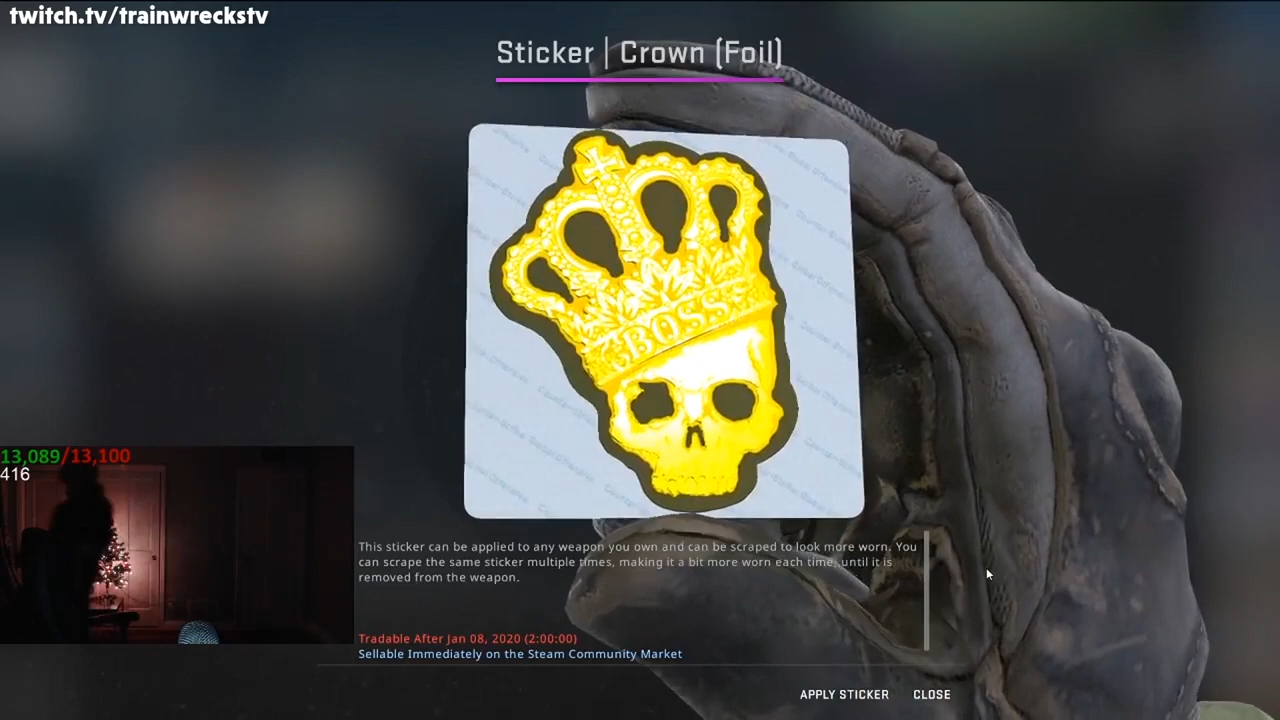 twitch.tv/trainwreckstv
Sticker | Crown (Foil)
BOSS
13,089/13,100
416
This sticker can be applied to any weapon you own and can be scraped to look more worn. You
can scrape the same sticker multiple times, making it a bit more worn each time, until it is
removed from the weapon.
Tradable After Jan 08, 2020 (2:00:00)
Sellable Immediately on the Steam Community Market
APPLY STICKER
CLOSE